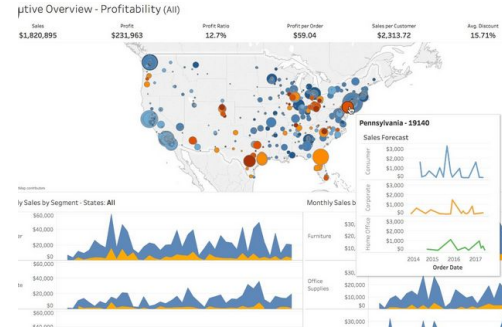 utive Overview - Profitability (All)
Sales Profit Profit Ratio Profit per Order Sales per Customer Avg. Discount
$1,820,895 $231,963 12.7% $59.04 $2,313.72 15.71%
Pennsylvania - 19140
Sales Forecast
Consumer
$3,000
$2,000
$1,000
$0
Corporate
$3,000
$2,000
$1,000
$0
Home Office
$3,000
$2,000
$1,000
$0
2014 2015 2016 2017
Order Date
ly Sales by Segment - States: All
Monthly Sales b
$60,000
$40,000
$20,000
$0
Furniture
$30,
$20,
$10,
$60,000
$40,000
$20,000
$0
Office
Supplies
$30,
$20,000
$10,000
$0
$60,000
$30,000